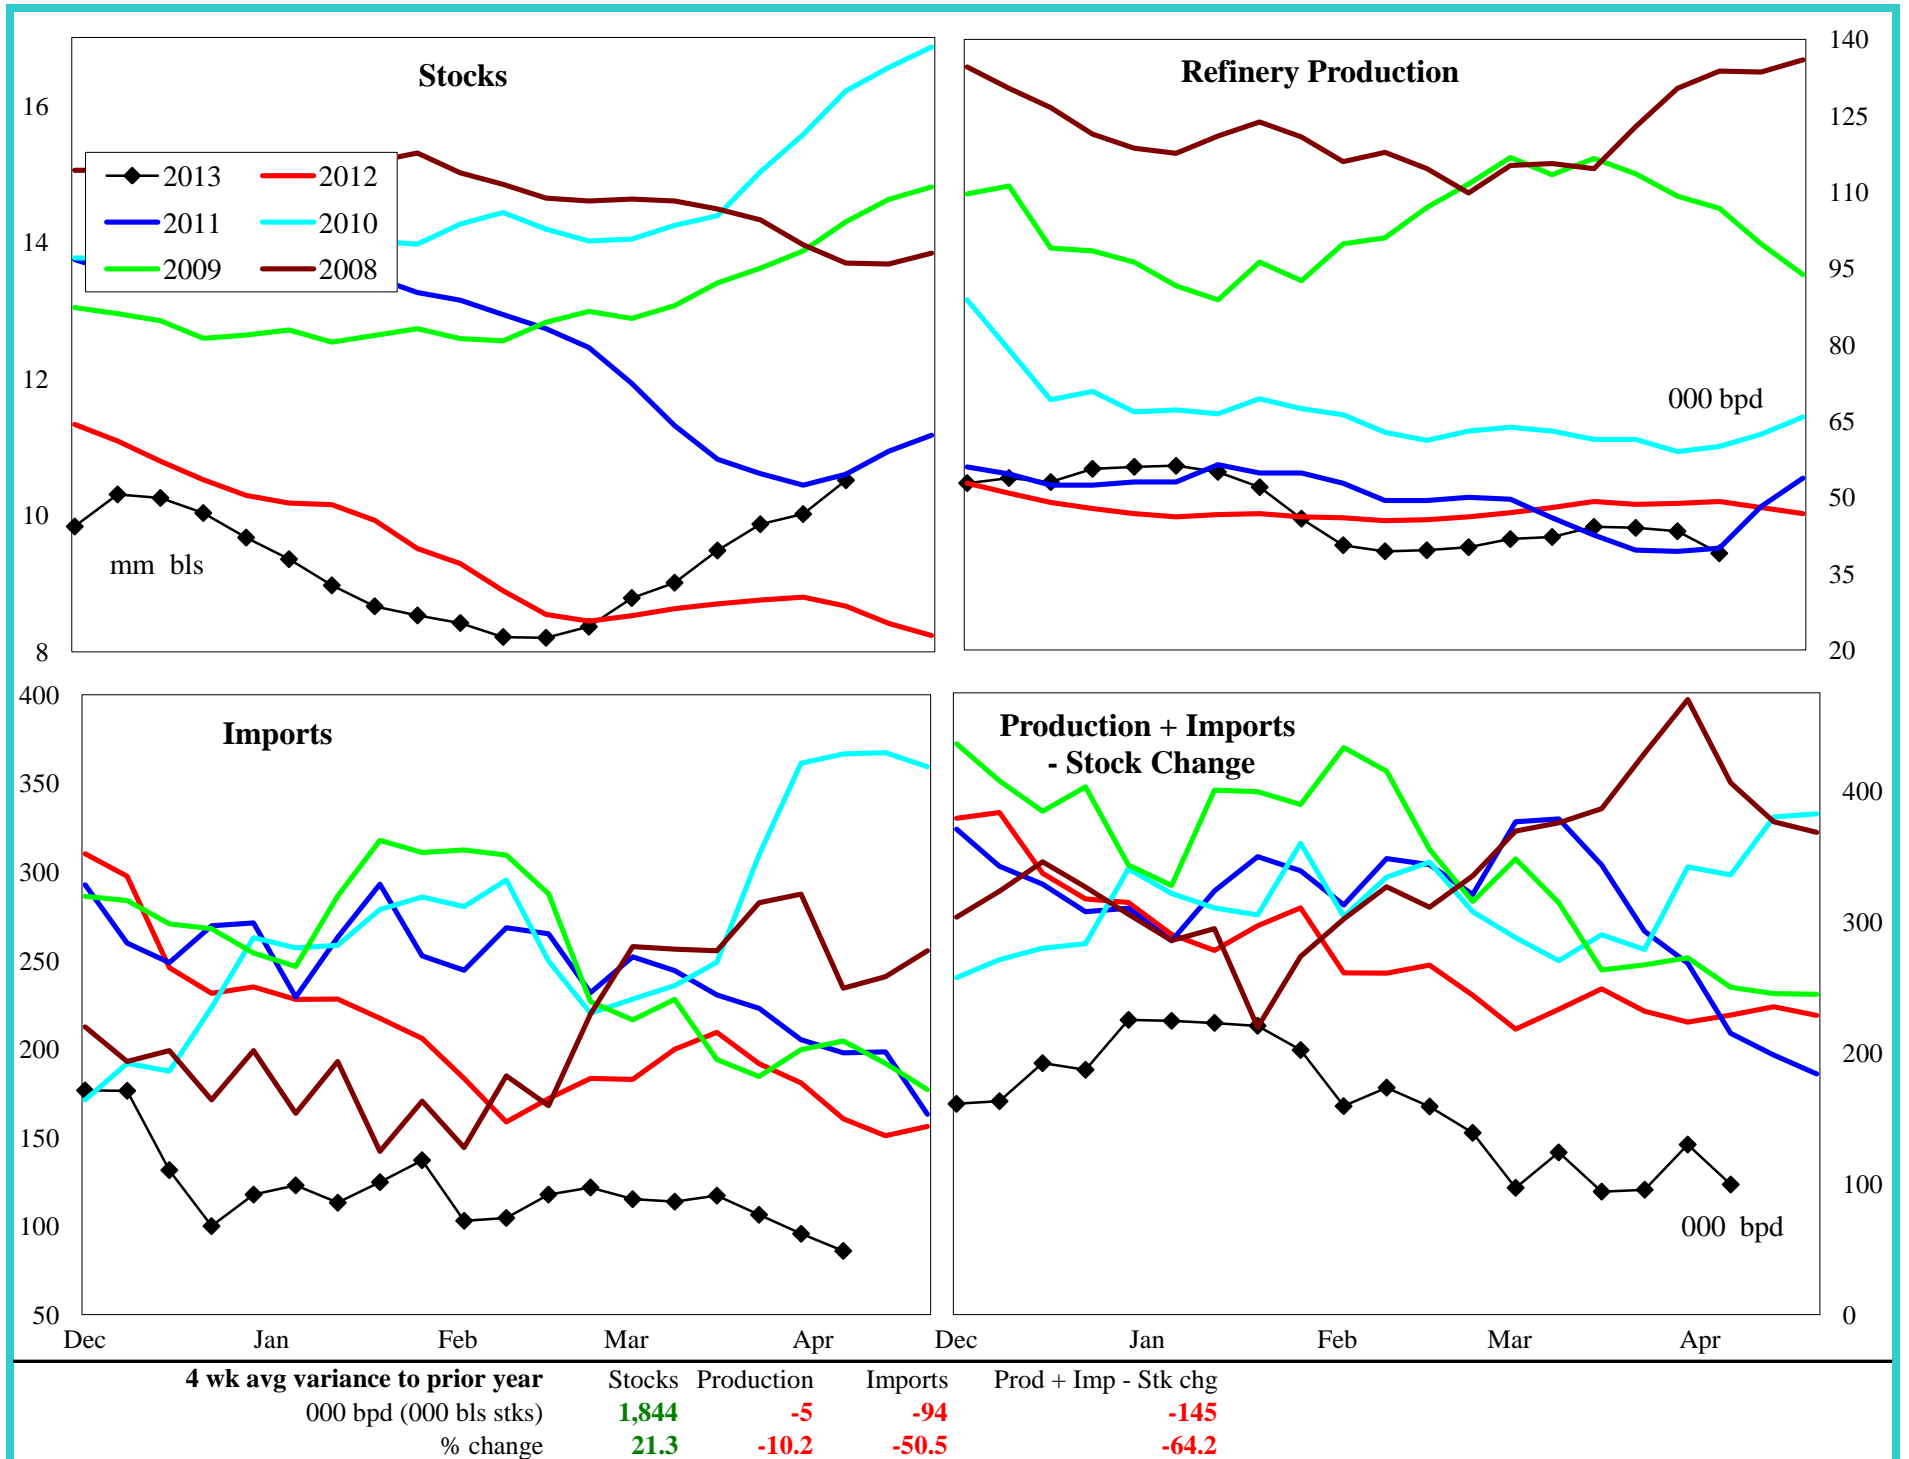 Stocks
16
14
12
10
8
2013
2012
2011
2010
2009
2008
mm bls
Refinery Production
140
125
110
95
80
65
50
35
20
000 bpd
Imports
400
350
300
250
200
150
100
50
Dec Jan Feb Mar Apr
Production + Imports
- Stock Change
400
300
200
100
0
000 bpd
Dec Jan Feb Mar Apr
4 wk avg variance to prior year Stocks Production Imports Prod + Imp - Stk chg
000 bpd (000 bls stks) 1,844 -5 -94 -145
% change 21.3 -10.2 -50.5 -64.2